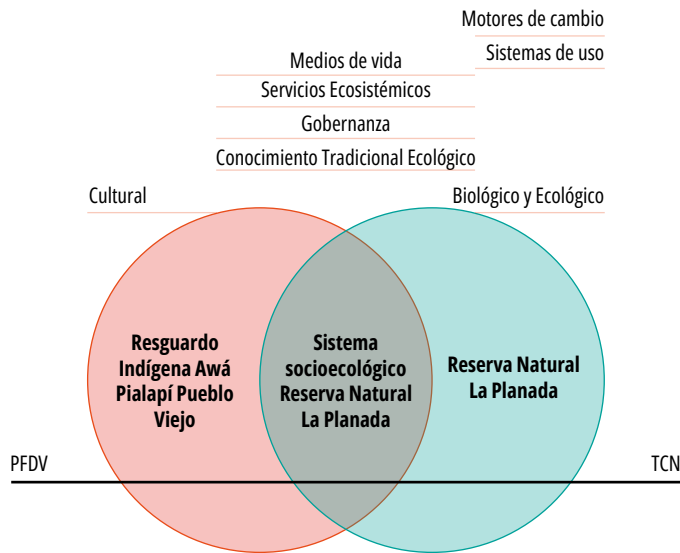 Motores de cambio
Sistemas de uso
Medios de vida
Servicios Ecosistémicos
Gobernanza
Conocimiento Tradicional Ecológico
Cultural
Biológico y Ecológico
Resguardo
Indígena Awá
Pialapí Pueblo
Viejo
Sistema
socioecológico
Reserva Natural
La Planada
Reserva Natural
La Planada
PFDV
TCN